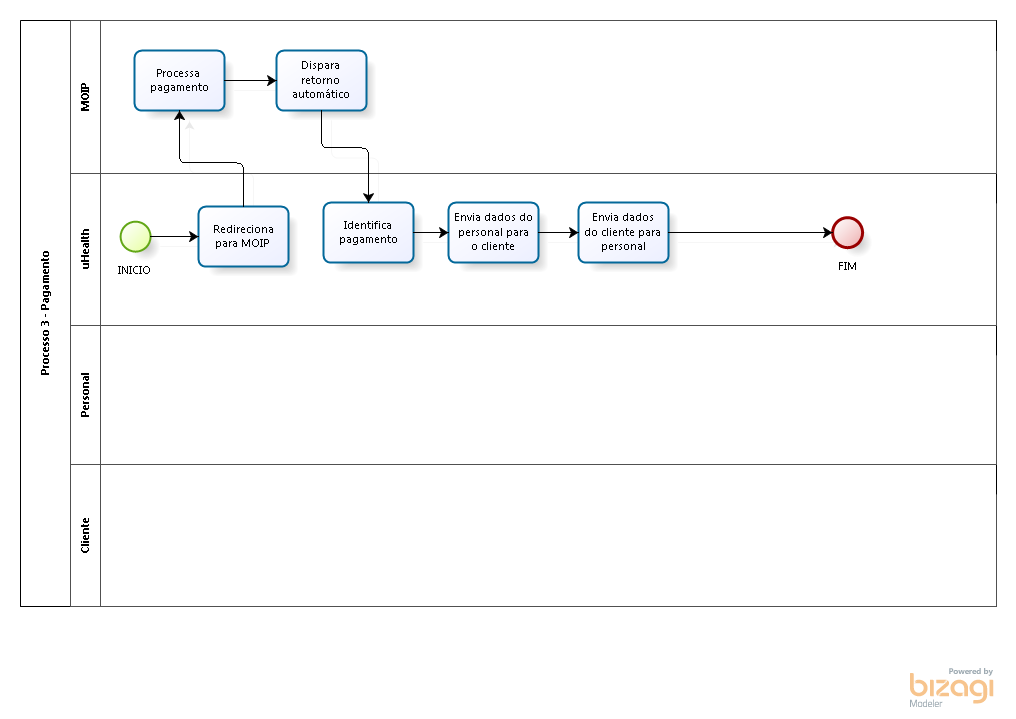 Processo 3 - Pagamento
MOIP
Processa
pagamento
Dispara
retorno
automático
uHealth
INICIO
Redireciona
para MOIP
Identifica
pagamento
Envia dados do
personal para
o cliente
Envia dados
do cliente para
personal
FIM
Personal
Cliente
Powered by
bizagi
Modeler